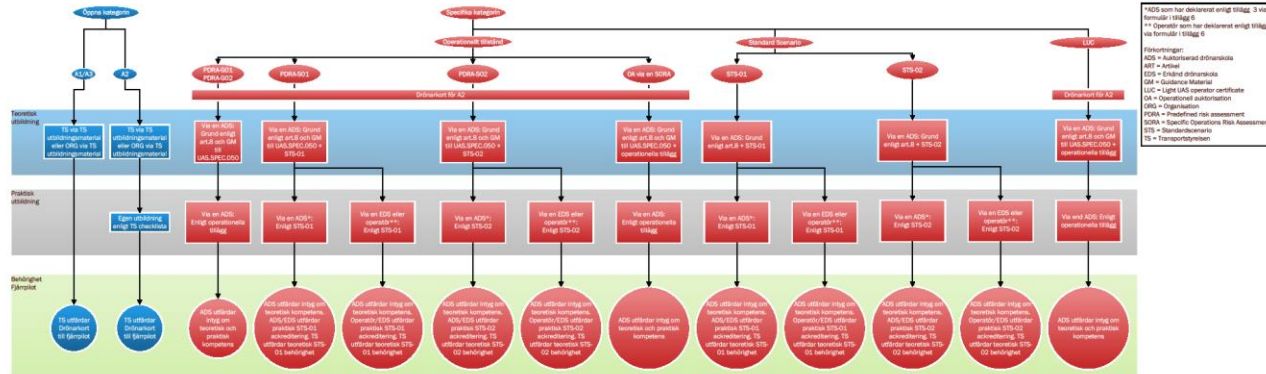 Öppna kategorin
Specifika kategorin
Operationellt tillstånd
Standard Scenario
LUC
A1/A3
A2
PDRA-G01
PDRA-G02
PDRA-S01
PDRA-S02
OA via en SORA
STS-01
STS-02
Drönarkort för A2
Drönarkort för A2
Teoretisk
utbildning
TS via TS
utbildningsmaterial
eller ORG via TS
utbildningsmaterial
TS via TS
utbildningsmaterial
eller ORG via TS
utbildningsmaterial
Via en ADS: Grund
enligt art.8 och GM
till
UAS.SPEC.050
Via en ADS: Grund
enligt art.8 och GM
till UAS.SPEC.050 +
STS-01
Via en ADS: Grund
enligt art.8 och GM
till UAS.SPEC.050 +
STS-02
Via en ADS: Grund
enligt art.8 och GM
till UAS.SPEC.050 +
operationella tillägg
Via en ADS: Grund
enligt art.8 + STS-01
Via en ADS: Grund
enligt art.8 + STS-02
Via en ADS: Grund
enligt art.8 och GM
till UAS.SPEC.050 +
operationella tillägg
Praktisk
utbildning
Egen utbildning
enligt TS checklista
Via en ADS:
Enligt operationella
tillägg
Via en ADS*:
Enligt STS-01
Via en EDS eller
operatör**:
Enligt STS-01
Via en ADS*:
Enligt STS-02
Via en EDS eller
operatör**:
Enligt STS-02
Via en ADS:
Enligt operationella
tillägg
Via en ADS*:
Enligt STS-01
Via en EDS eller
operatör**:
Enligt STS-01
Via en ADS*:
Enligt STS-02
Via en EDS eller
operatör**:
Enligt STS-02
Via end ADS: Enligt
operationella tillägg
Behörighet
Fjärrpilot
TS utfärdar
Drönarkort
till fjärrpilot
TS utfärdar
Drönarkort
till fjärrpilot
ADS utfärdar
intyg om
teoretisk och
praktisk
kompetens
ADS utfärdar intyg om
teoretisk kompetens.
ADS/EDS utfärdar
praktisk STS-01
ackreditering. TS
utfärdar teoretisk STS-
01 behörighet
ADS utfärdar intyg om
teoretisk kompetens.
Operatör/EDS utfärdar
praktisk STS-01
ackreditering. TS
utfärdar teoretisk STS-
01 behörighet
ADS utfärdar intyg om
teoretisk kompetens.
ADS/EDS utfärdar
praktisk STS-02
ackreditering. TS
utfärdar teoretisk STS-
02 behörighet
ADS utfärdar intyg om
teoretisk kompetens.
Operatör/EDS utfärdar
praktisk STS-02
ackreditering. TS
utfärdar teoretisk STS-
02 behörighet
ADS utfärdar intyg om
teoretisk och praktisk
kompetens
ADS utfärdar intyg om
teoretisk kompetens.
ADS/EDS utfärdar
praktisk STS-01
ackreditering. TS
utfärdar teoretisk STS-
01 behörighet
ADS utfärdar intyg om
teoretisk kompetens.
Operatör/EDS utfärdar
praktisk STS-01
ackreditering. TS
utfärdar teoretisk STS-
01 behörighet
ADS utfärdar intyg om
teoretisk kompetens.
ADS/EDS utfärdar
praktisk STS-02
ackreditering. TS
utfärdar teoretisk STS-
02 behörighet
ADS utfärdar intyg om
teoretisk kompetens.
Operatör/EDS utfärdar
praktisk STS-02
ackreditering. TS
utfärdar teoretisk STS-
02 behörighet
ADS utfärdar intyg om
teoretisk och praktisk
kompetens
*ADS som har deklarerat enligt tillägg 3 via
formulär i tillägg 6
** Operatör som har deklarerat enligt tillägg
via formulär i tillägg 6
Förkortningar:
ADS = Auktoriserad drönarskola
ART = Artikel
EDS = Erkänd drönarskola
GM = Guidance Material
LUC = Light UAS operator certificate
OA = Operationell auktorisation
ORG = Organisation
PDRA = Predefined risk assessment
SORA = Specific Operations Risk Assessment
STS = Standardscenario
TS = Transportstyrelsen